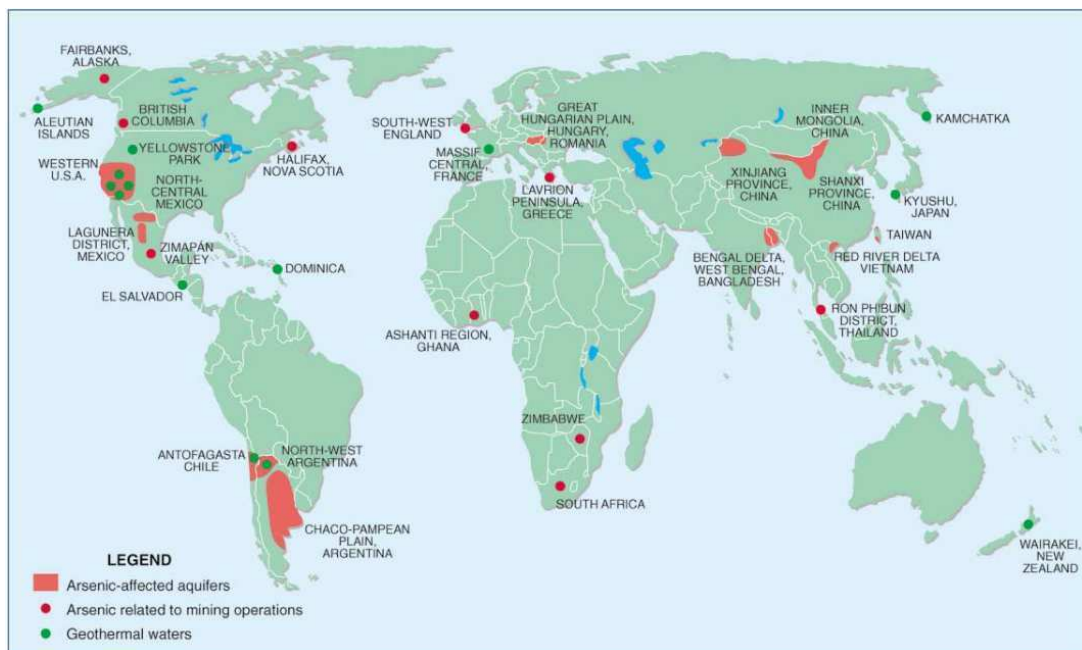 FAIRBANKS,
ALASKA
ALEUTIAN
ISLANDS
BRITISH
COLUMBIA
YELLOWSTONE
PARK
HALIFAX,
NOVA SCOTIA
WESTERN
U.S.A.
NORTH-
CENTRAL
MEXICO
LAGUNERA
DISTRICT,
MEXICO
ZIMAPÁN
VALLEY
EL SALVADOR
DOMINICA
SOUTH-WEST
ENGLAND
GREAT
HUNGARIAN PLAIN,
HUNGARY,
ROMANIA
MASSIF
CENTRAL,
FRANCE
LAVRION
PENINSULA,
GREECE
INNER
MONGOLIA,
CHINA
KAMCHATKA
XINJIANG
PROVINCE,
CHINA
SHANXI
PROVINCE,
CHINA
KYUSHU,
JAPAN
TAIWAN
BENGAL DELTA,
WEST BENGAL,
BANGLADESH
RED RIVER DELTA
VIETNAM
RON PH'BUN
DISTRICT,
THAILAND
ASHANTI REGION,
GHANA
ZIMBABWE
SOUTH AFRICA
ANTOFAGASTA
CHILE
NORTH-WEST
ARGENTINA
CHACO-PAMPEAN
PLAIN,
ARGENTINA
WAIRAKEI,
NEW
ZEALAND
LEGEND
Arsenic-affected aquifers
Arsenic related to mining operations
Geothermal waters